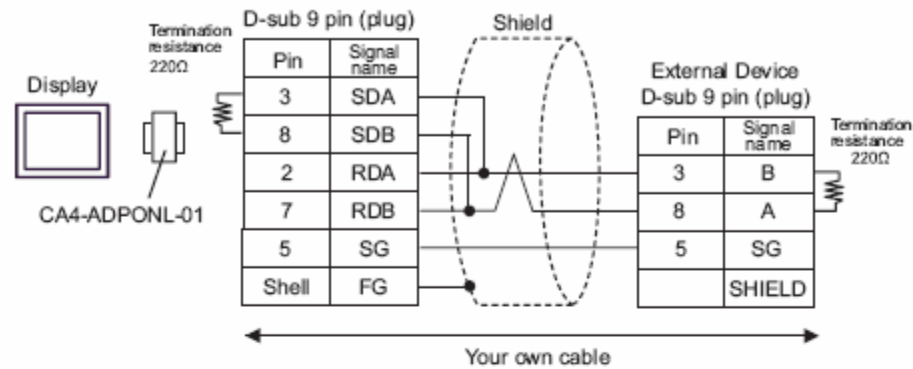 D-sub 9 pin (plug)
Shield
Termination
resistance
220Ω
Pin
Signal
name
External Device
D-sub 9 pin (plug)
Display
3
SDA
Pin
Signal
name
Termination
resistance
220Ω
8
SDB
2
RDA
3
B
CA4-ADPONL-01
7
RDB
8
A
5
SG
5
SG
Shell
FG
SHIELD
Your own cable